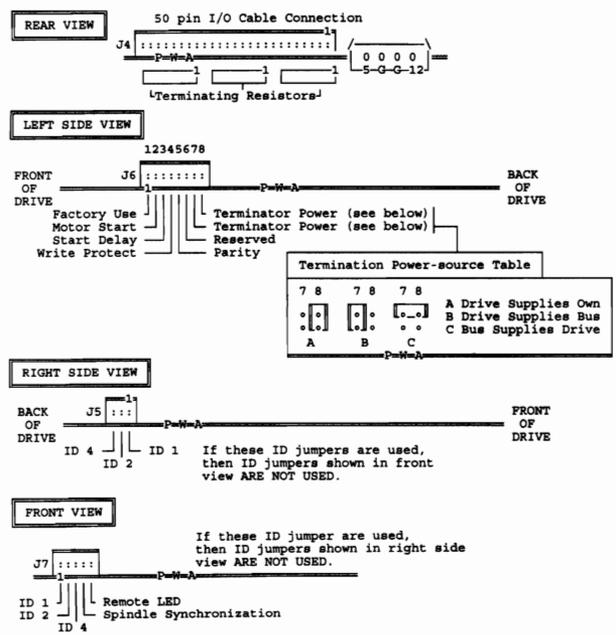 REAR VIEW
50 pin I/O Cable Connection
1
J4
P=W=A
0 0 0 0
5-G-G-12
1 1 1
Terminating Resistors
LEFT SIDE VIEW
12345678
FRONT OF DRIVE
J6
1
P=W=A
BACK OF DRIVE
Factory Use
Terminator Power (see below)
Motor Start
Terminator Power (see below)
Start Delay
Reserved
Write Protect
Parity
Termination Power-source Table
7 8 7 8 7 8
A Drive Supplies Own
B Drive Supplies Bus
C Bus Supplies Drive
A B C
P=W=A
RIGHT SIDE VIEW
1
BACK OF DRIVE
J5
P=W=A
FRONT OF DRIVE
ID 4
ID 1
ID 2
If these ID jumpers are used,
then ID jumpers shown in front
view ARE NOT USED.
FRONT VIEW
If these ID jumper are used,
then ID jumpers shown in right side
view ARE NOT USED.
J7
1
P=W=A
ID 1
Remote LED
ID 2
Spindle Synchronization
ID 4